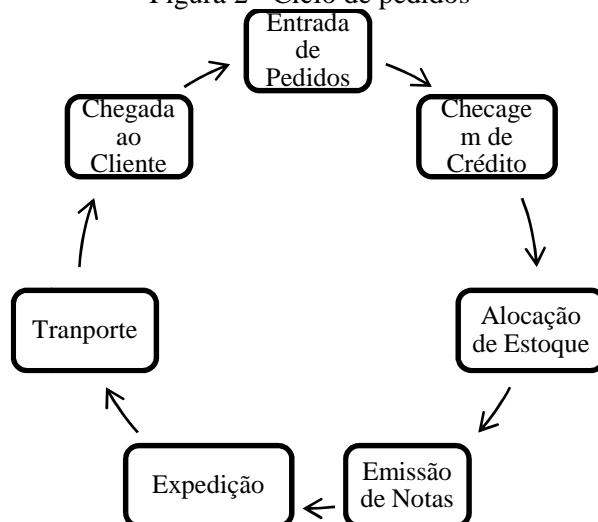 Figura 2 - Ciclo de pedidos
Entrada
de
Pedidos
Checage
m de
Crédito
Alocação
de Estoque
Emissão
de Notas
Expedição
Tranporte
Chegada
ao
Cliente